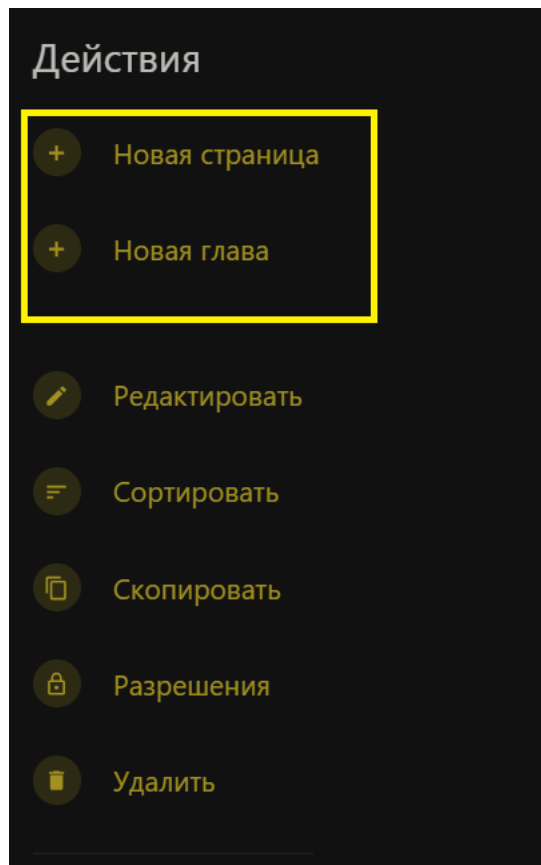 Действия
Новая страница
Новая глава
Редактировать
Сортировать
Скопировать
Разрешения
Удалить